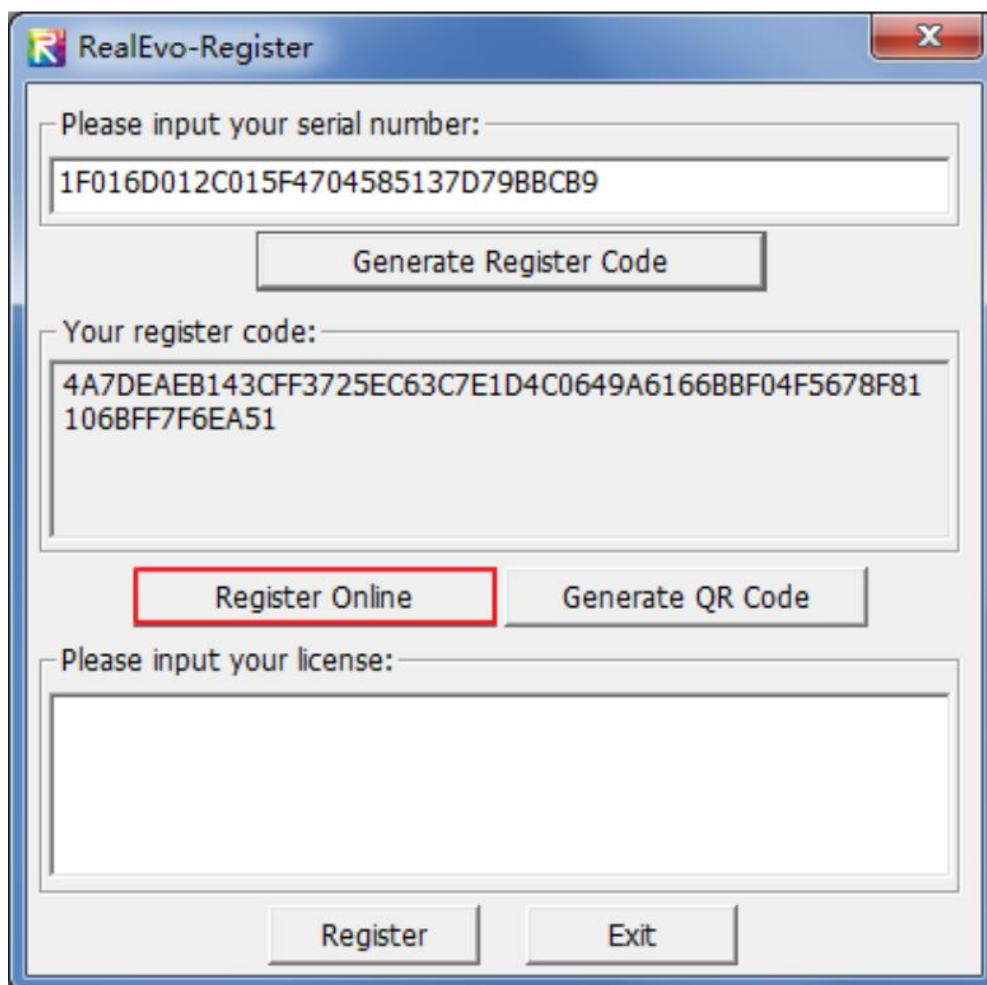 RealEvo-Register
Please input your serial number:
1F016D012C015F4704585137D79BBCB9
Generate Register Code
Your register code:
4A7DEAEB143CFF3725EC63C7E1D4C0649A6166BBF04F5678F81
106BFF7F6EA51
Register Online
Generate QR Code
Please input your license:
Register
Exit